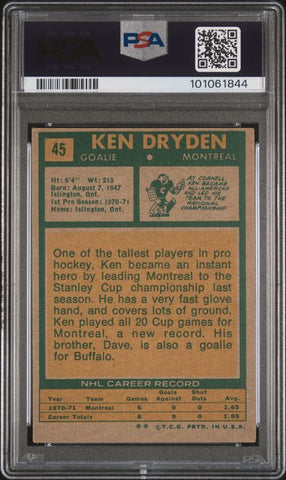 PSA
101061844
45
KEN DRYDEN
GOALIE • MONTREAL
Ht: 6'4" Wt: 215
Born: August 7, 1947
Islington, Ont.
1st Pro Season: 1970-71
Home: Islington, Ont.
AT CORNELL,
KEN BECAME
ALL-AMERICAN
AND LED
HIS TEAM
TO THE
NATIONAL
CHAMPIONSHIP.
One of the tallest players in pro
hockey, Ken became an instant
hero by leading Montreal to the
Stanley Cup championship last
season. He has a very fast glove
hand, and covers lots of ground.
Ken played all 20 Cup games for
Montreal, a new record. His
brother, Dave, is also a goalie
for Buffalo.
NHL CAREER RECORD
Year Team Games Goals Against Shut Outs Avg.
1970-71 Montreal 6 9 0 1.65
Career Totals 6 9 0 1.65
** © T.C.G. PRTD. IN U.S.A.